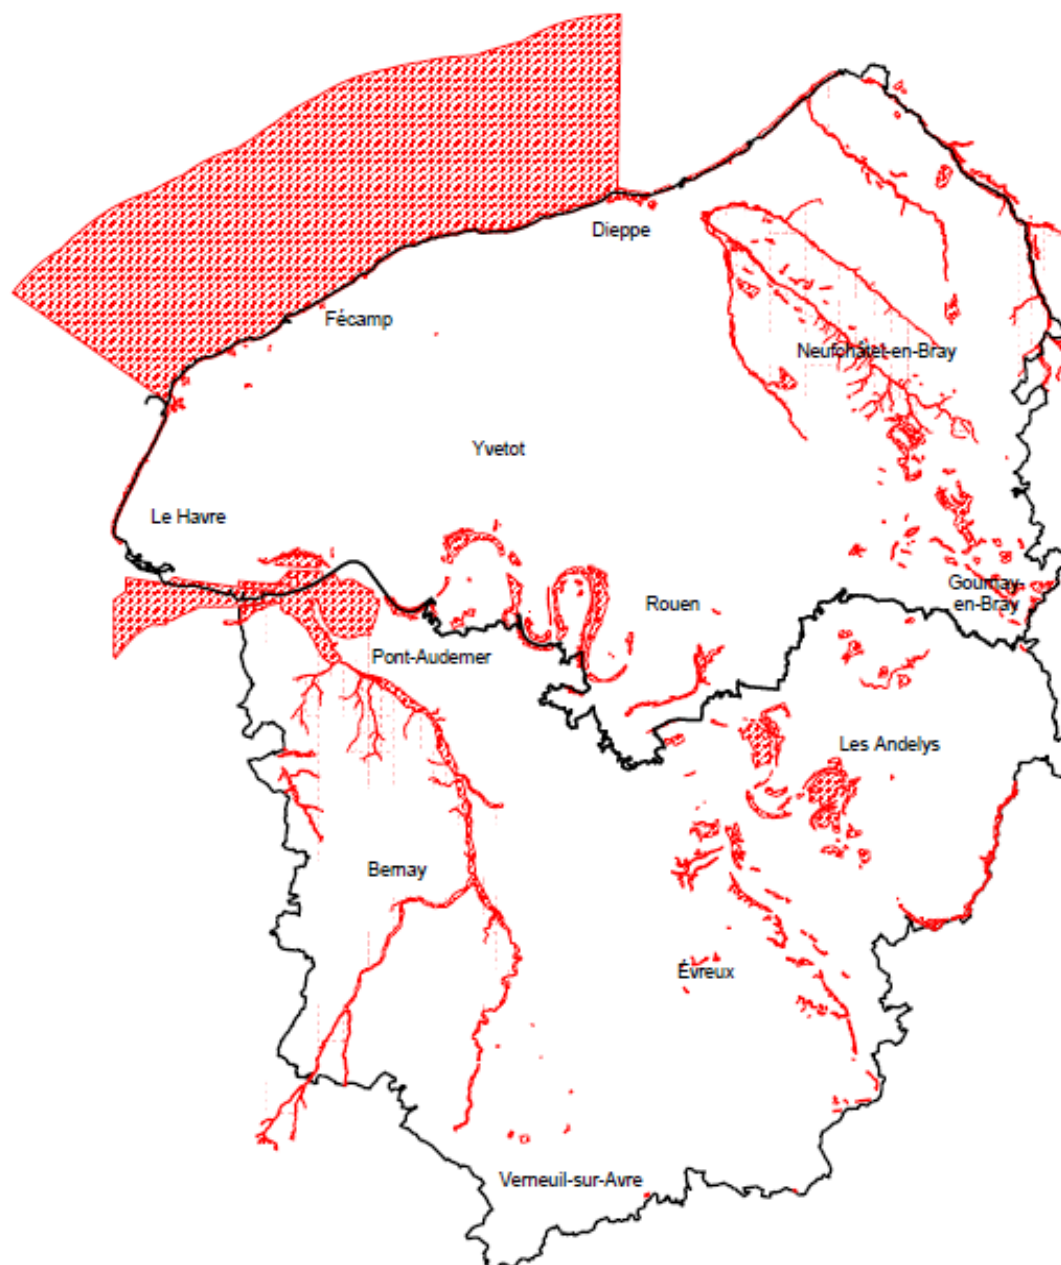 Dieppe
Fécamp
Neufchâtel-en-Bray
Yvetot
Le Havre
Gournay-
en-Bray
Rouen
Pont-Audemer
Les Andelys
Bernay
Évreux
Verneuil-sur-Avre